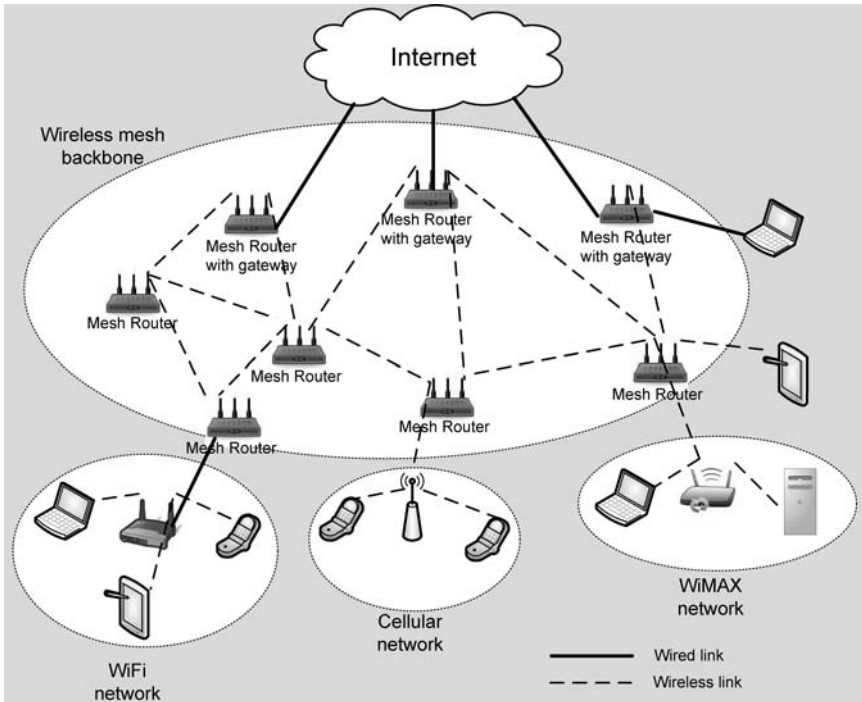 Internet
Wireless mesh
backbone
Mesh Router
with gateway
Mesh Router
with gateway
Mesh Router
with gateway
Mesh Router
Mesh Router
Mesh Router
Mesh Router
Mesh Router
WiFi
network
Cellular
network
WiMAX
network
Wired link
Wireless link